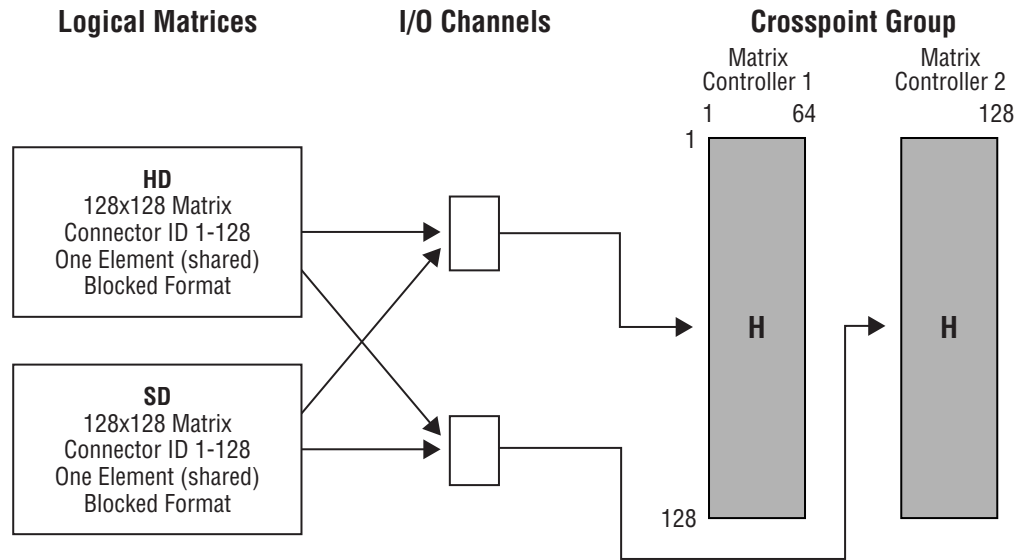 Logical Matrices
I/O Channels
Crosspoint Group
Matrix
Controller 1
Matrix
Controller 2
1
64
128
1
HD
128x128 Matrix
Connector ID 1-128
One Element (shared)
Blocked Format
H
H
SD
128x128 Matrix
Connector ID 1-128
One Element (shared)
Blocked Format
128